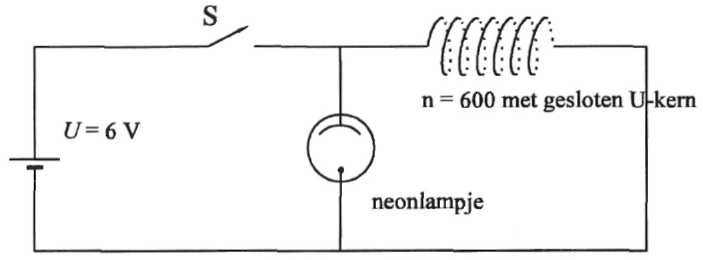 S
U = 6 V
n = 600 met gesloten U-kern
neonlampje